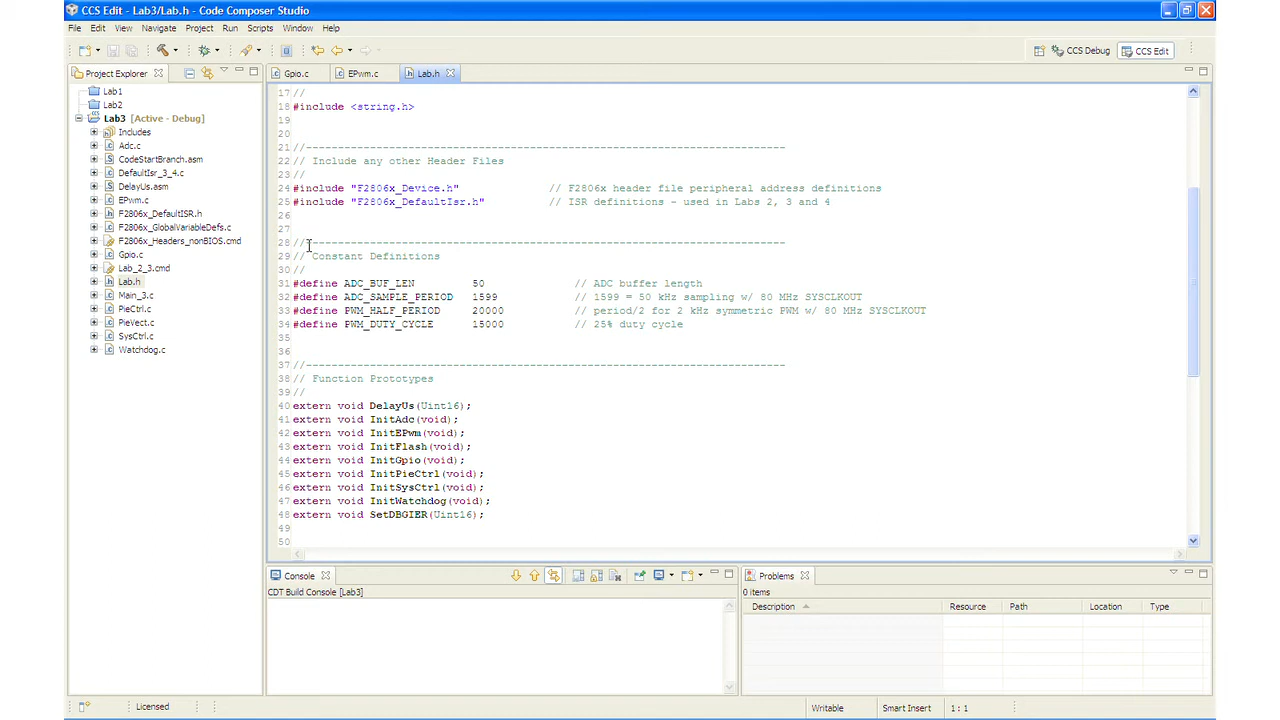 CCS Edit - Lab3/Lab.h - Code Composer Studio
File Edit View Navigate Project Run Scripts Window Help
CCS Debug CCS Edit
Project Explorer
Lab1
Lab2
Lab3 [Active - Debug]
Includes
Adc.c
CodeStartBranch.asm
DefaultIsr_3_4.c
DelayUs.asm
EPwm.c
F2806x_DefaultISR.h
F2806x_GlobalVariableDefs.c
F2806x_Headers_nonBIOS.cmd
Gpio.c
Lab_2_3.cmd
Lab.h
Main_3.c
PieCtrl.c
PieVect.c
SysCtrl.c
Watchdog.c
Gpio.c EPwm.c Lab.h
17 //
18 #include <string.h>
19
20
21 //---------------------------------------------------------------------------
22 // Include any other Header Files
23 //
24 #include "F2806x_Device.h" // F2806x header file peripheral address definitions
25 #include "F2806x_DefaultIsr.h" // ISR definitions - used in Labs 2, 3 and 4
26
27
28 //---------------------------------------------------------------------------
29 // Constant Definitions
30 //
31 #define ADC_BUF_LEN 50 // ADC buffer length
32 #define ADC_SAMPLE_PERIOD 1599 // 1599 = 50 kHz sampling w/ 80 MHz SYSCLKOUT
33 #define PWM_HALF_PERIOD 20000 // period/2 for 2 kHz symmetric PWM w/ 80 MHz SYSCLKOUT
34 #define PWM_DUTY_CYCLE 15000 // 25% duty cycle
35
36
37 //---------------------------------------------------------------------------
38 // Function Prototypes
39 //
40 extern void DelayUs(Uint16);
41 extern void InitAdc(void);
42 extern void InitEPwm(void);
43 extern void InitFlash(void);
44 extern void InitGpio(void);
45 extern void InitPieCtrl(void);
46 extern void InitSysCtrl(void);
47 extern void InitWatchdog(void);
48 extern void SetDBGIER(Uint16);
49
50
Console
CDT Build Console [Lab3]
Problems
0 items
Description Resource Path Location Type
Licensed Writable Smart Insert 1 : 1